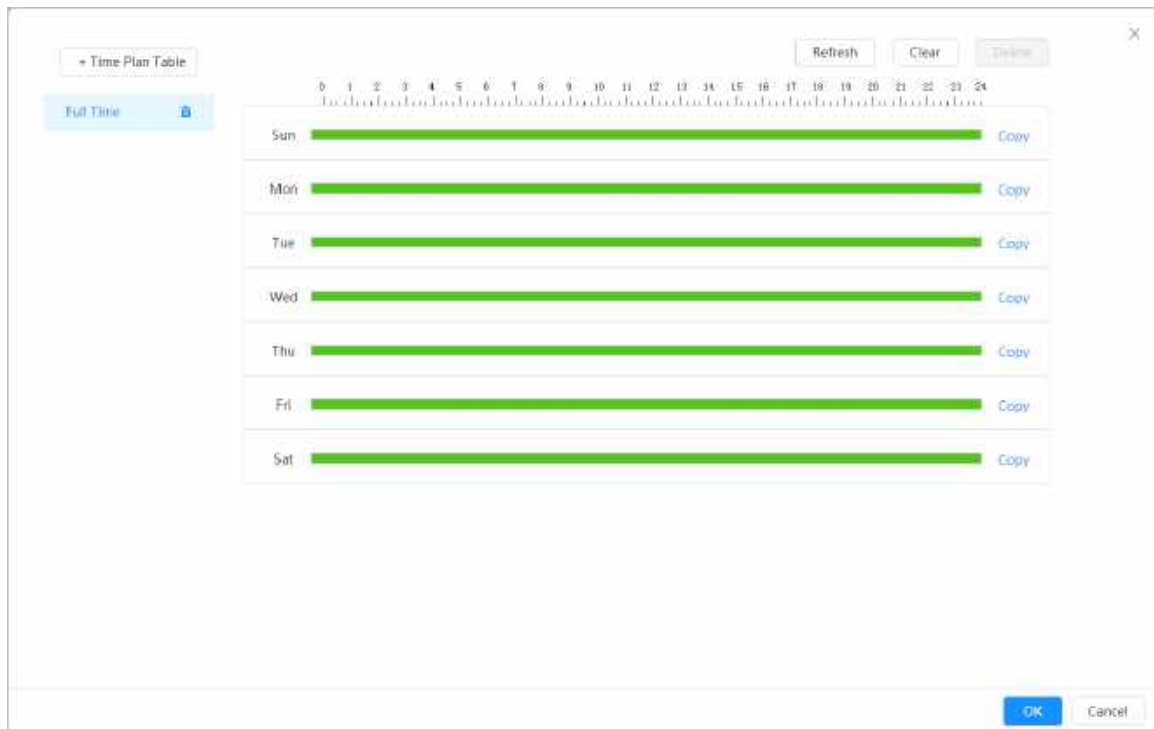 + Time Plan Table
Refresh Clear Delete
Full Time
0 1 2 3 4 5 6 7 8 9 10 11 12 13 14 15 16 17 18 19 20 21 22 23 24
Sun Copy
Mon Copy
Tue Copy
Wed Copy
Thu Copy
Fri Copy
Sat Copy
OK Cancel